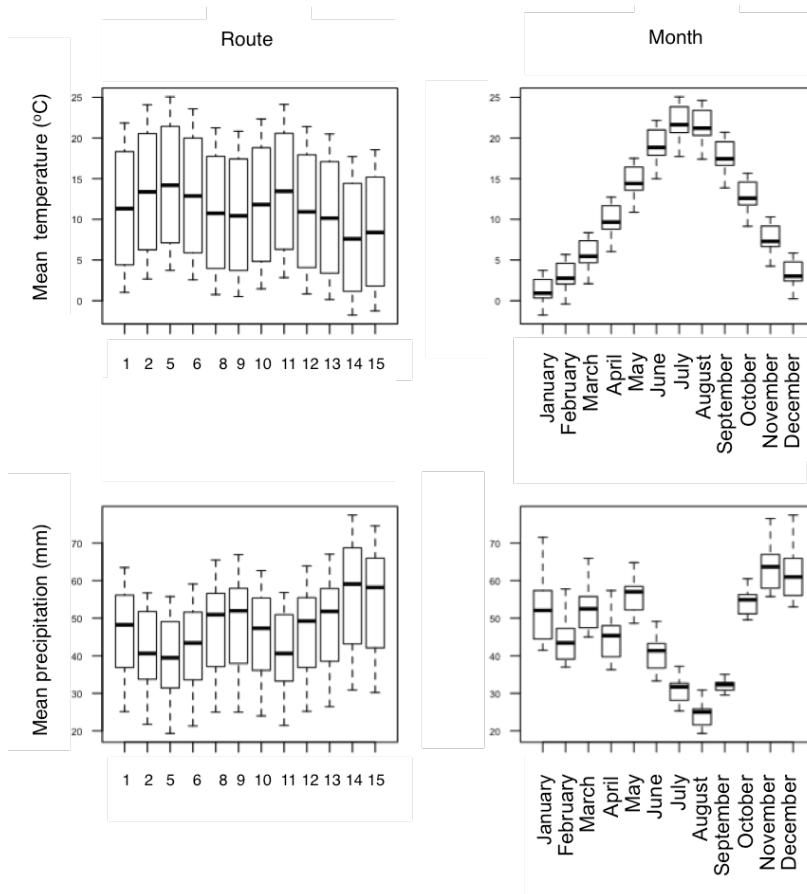 Route
Month
Mean temperature (ºC)
25
20
15
10
5
0
1 2 5 6 8 9 10 11 12 13 14 15
25
20
15
10
5
0
January
February
March
April
May
June
July
August
September
October
November
December
Mean precipitation (mm)
70
60
50
40
30
20
1 2 5 6 8 9 10 11 12 13 14 15
70
60
50
40
30
20
January
February
March
April
May
June
July
August
September
October
November
December